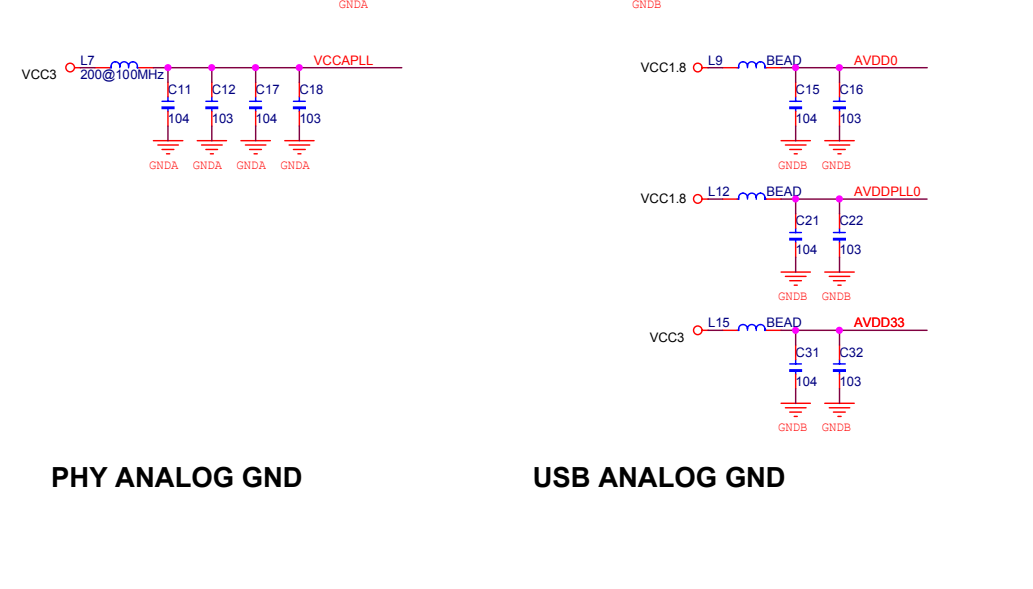 GNDA
GNDB
VCC3
L7
200@100MHz
VCCAPLL
C11
C12
C17
C18
104
103
104
103
GNDA
GNDA
GNDA
GNDA
VCC1.8
L9
BEAD
AVDD0
C15
C16
104
103
GNDB
GNDB
VCC1.8
L12
BEAD
AVDDPLL0
C21
C22
104
103
GNDB
GNDB
VCC3
L15
BEAD
AVDD33
C31
C32
104
103
GNDB
GNDB
PHY ANALOG GND
USB ANALOG GND